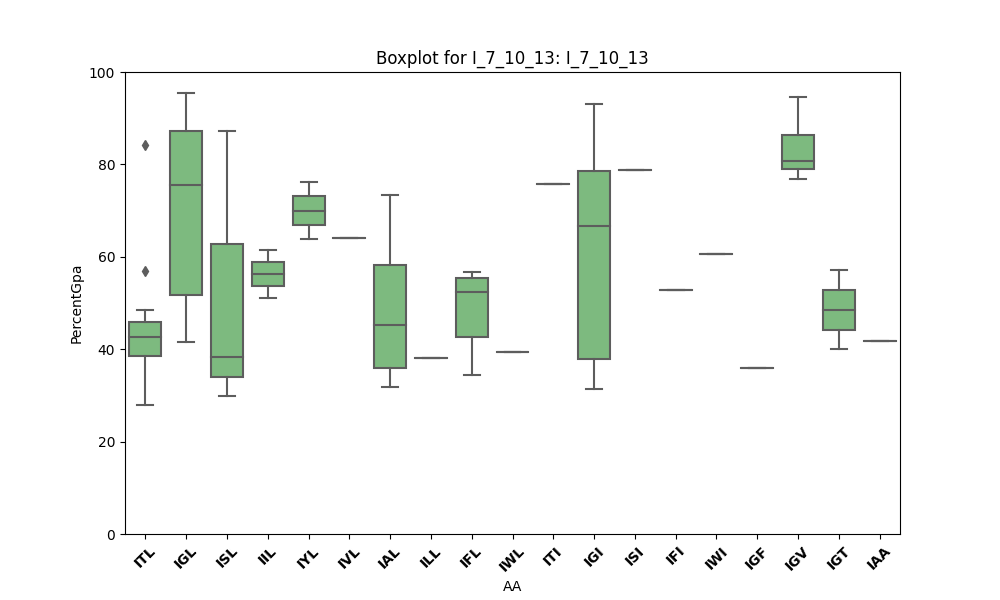 Boxplot for I_7_10_13: I_7_10_13
100
80
60
40
20
0
PercentGpa
ITL IGL ISL IIL IYL IVL IAL ILL IFL IWL ITI IGI ISI IFI IWI IGF IGV IGT IAA
AA